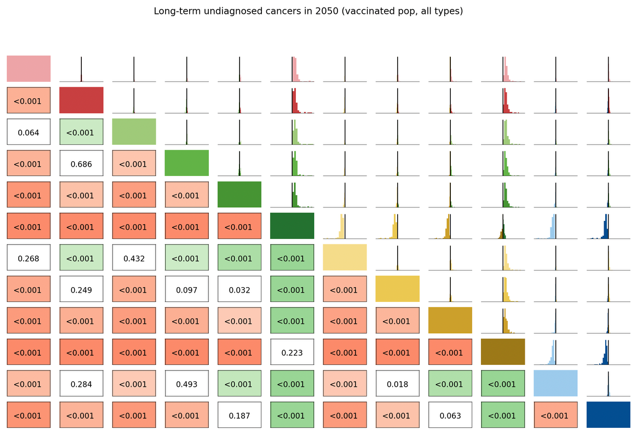 Long-term undiagnosed cancers in 2050 (vaccinated pop, all types)
<0.001
0.064 <0.001
<0.001 0.686 <0.001
<0.001 <0.001 <0.001 <0.001
<0.001 <0.001 <0.001 <0.001 <0.001
0.268 <0.001 0.432 <0.001 <0.001 <0.001
<0.001 0.249 <0.001 0.097 0.032 <0.001 <0.001
<0.001 <0.001 <0.001 <0.001 <0.001 <0.001 <0.001 <0.001
<0.001 <0.001 <0.001 <0.001 <0.001 0.223 <0.001 <0.001 <0.001
<0.001 0.284 <0.001 0.493 <0.001 <0.001 <0.001 0.018 <0.001 <0.001
<0.001 <0.001 <0.001 <0.001 0.187 <0.001 <0.001 <0.001 0.063 <0.001 <0.001